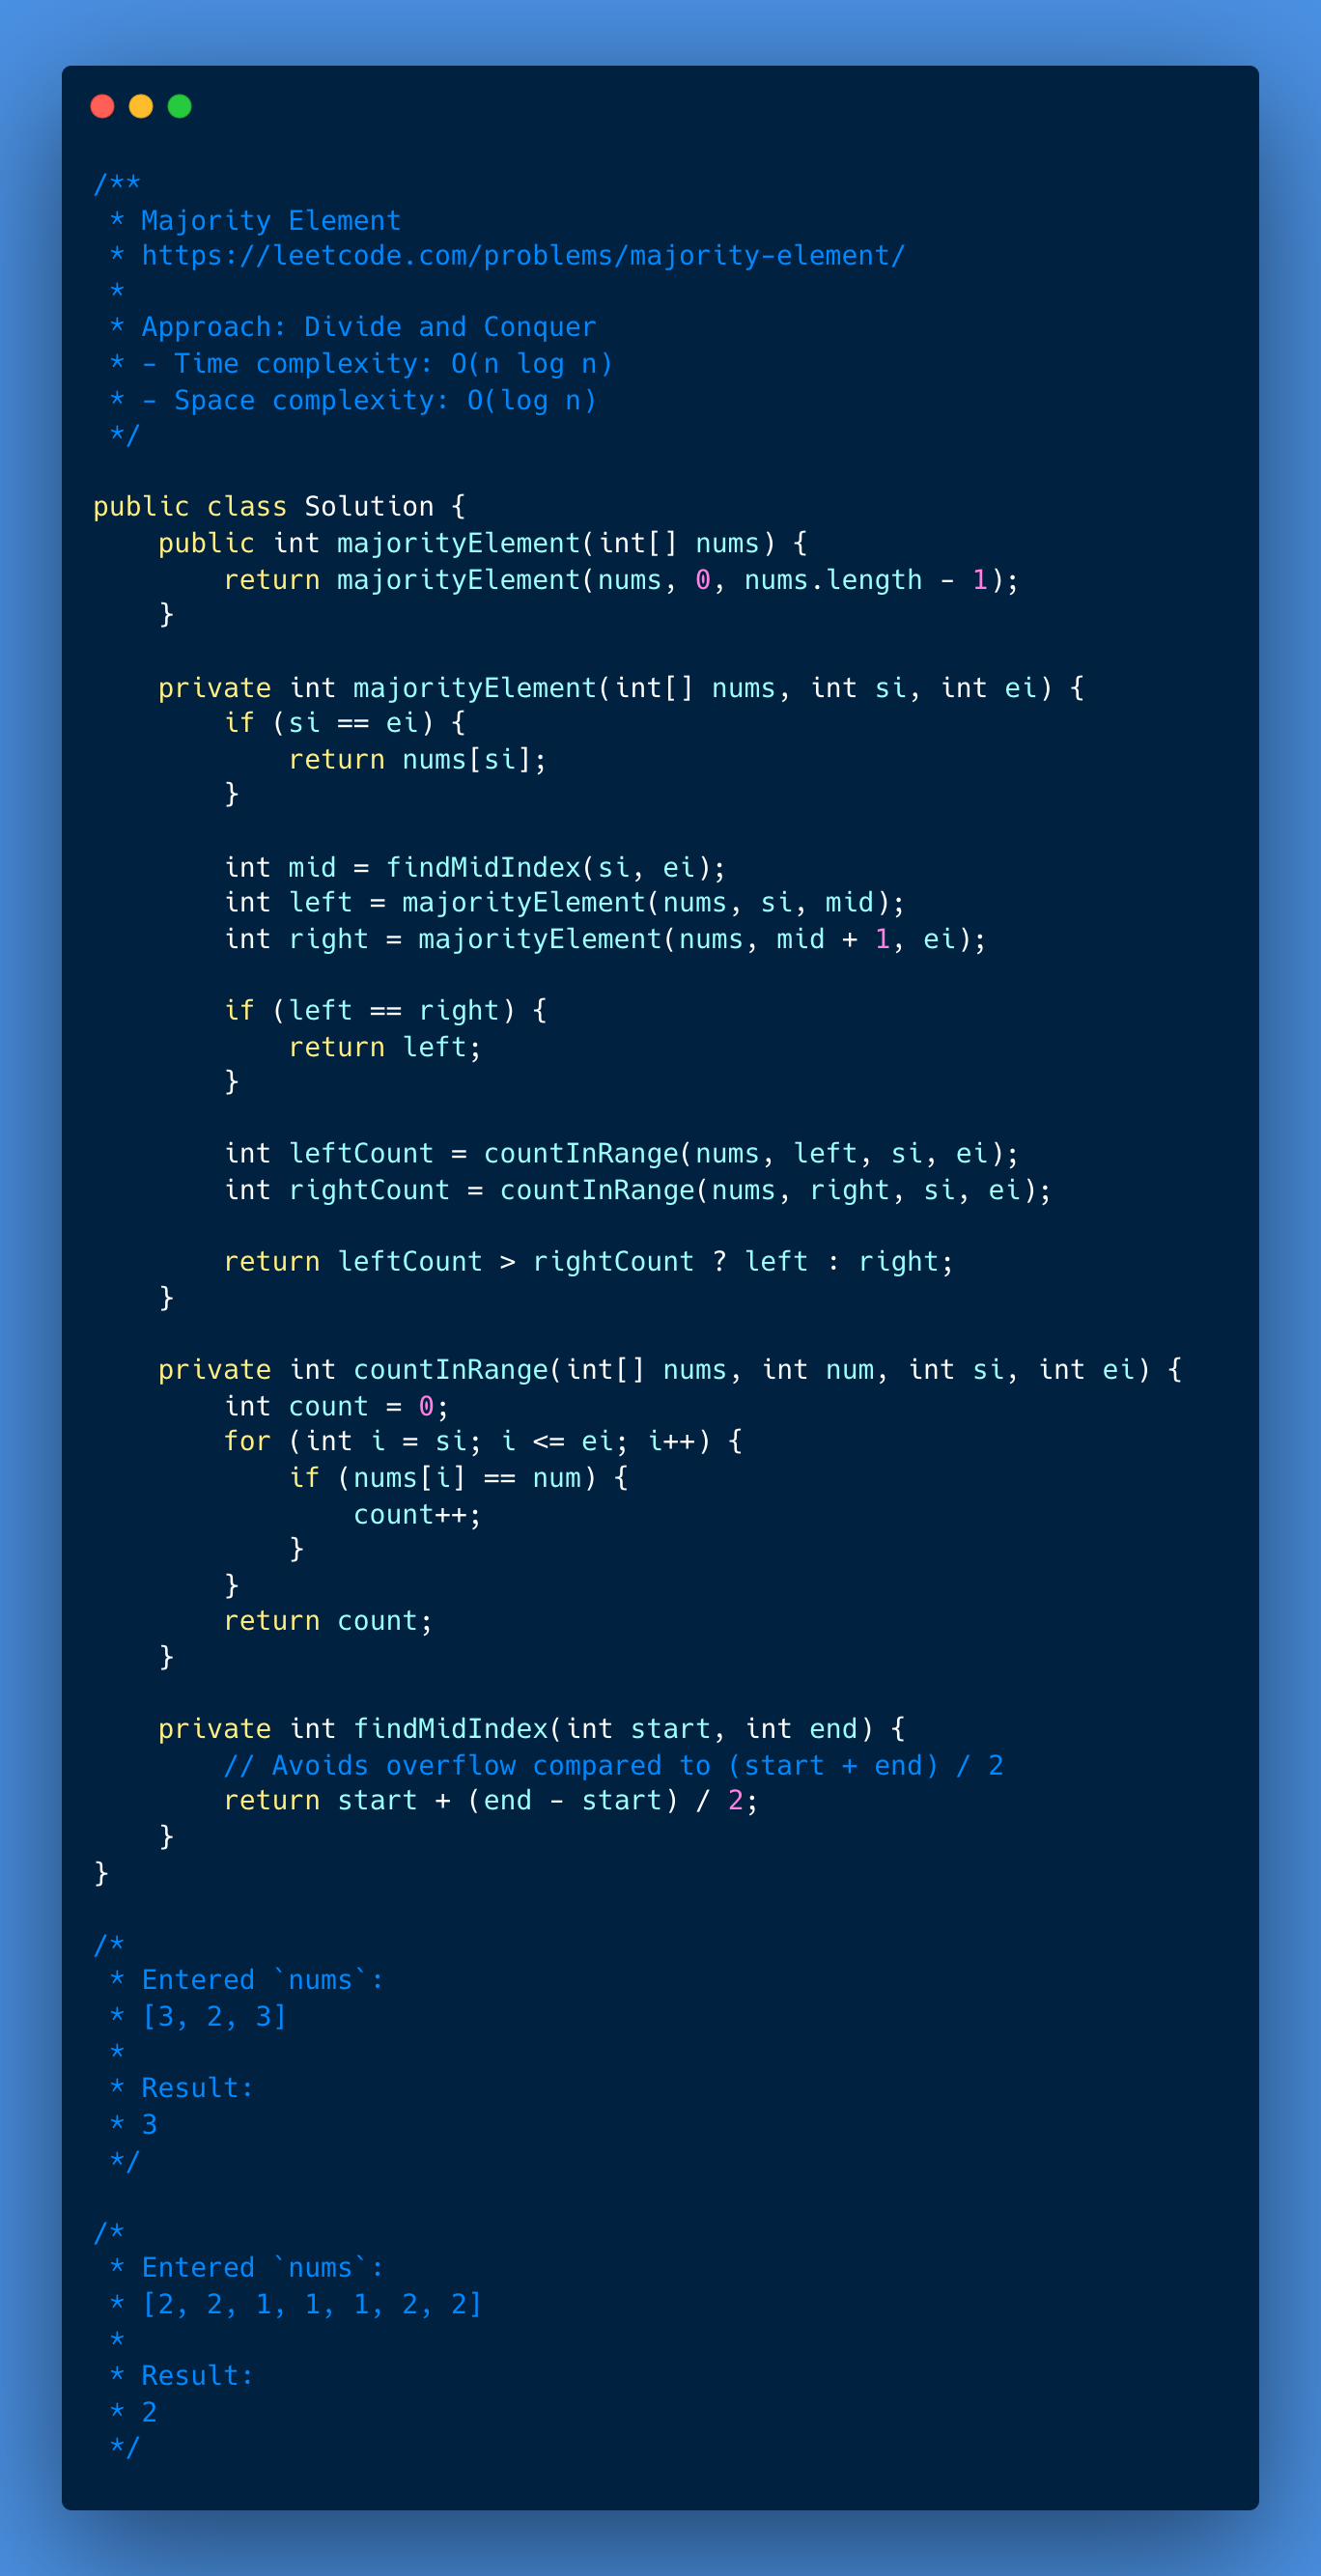 /**
 * Majority Element
 * https://leetcode.com/problems/majority-element/
 *
 * Approach: Divide and Conquer
 * - Time complexity: O(n log n)
 * - Space complexity: O(log n)
 */

public class Solution {
    public int majorityElement(int[] nums) {
        return majorityElement(nums, 0, nums.length - 1);
    }

    private int majorityElement(int[] nums, int si, int ei) {
        if (si == ei) {
            return nums[si];
        }

        int mid = findMidIndex(si, ei);
        int left = majorityElement(nums, si, mid);
        int right = majorityElement(nums, mid + 1, ei);

        if (left == right) {
            return left;
        }

        int leftCount = countInRange(nums, left, si, ei);
        int rightCount = countInRange(nums, right, si, ei);

        return leftCount > rightCount ? left : right;
    }

    private int countInRange(int[] nums, int num, int si, int ei) {
        int count = 0;
        for (int i = si; i <= ei; i++) {
            if (nums[i] == num) {
                count++;
            }
        }
        return count;
    }

    private int findMidIndex(int start, int end) {
        // Avoids overflow compared to (start + end) / 2
        return start + (end - start) / 2;
    }
}

/*
 * Entered `nums`:
 * [3, 2, 3]
 *
 * Result:
 * 3
 */

/*
 * Entered `nums`:
 * [2, 2, 1, 1, 1, 2, 2]
 *
 * Result:
 * 2
 */